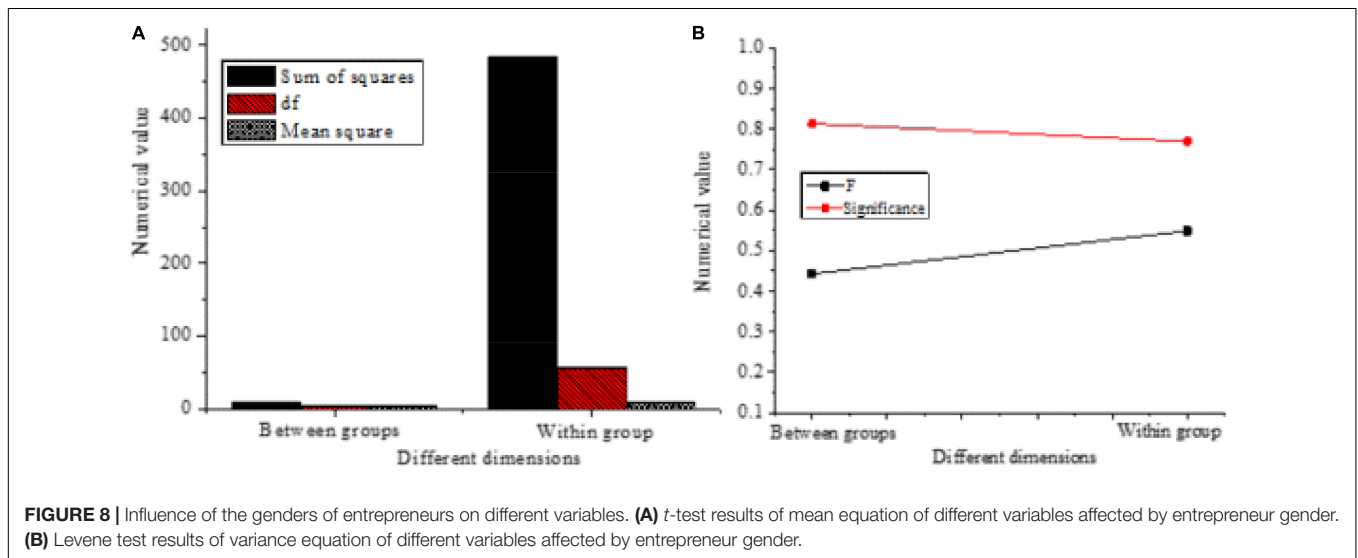 A
500
400
300
200
100
0
Numerical value
Sum of squares
df
Mean square
Between groups
Within group
Different dimensions
B
1.0
0.9
0.8
0.7
0.6
0.5
0.4
0.3
0.2
0.1
Numerical value
F
Significance
Between groups
Within group
Different dimensions
FIGURE 8 | Influence of the genders of entrepreneurs on different variables. (A) t-test results of mean equation of different variables affected by entrepreneur gender.
(B) Levene test results of variance equation of different variables affected by entrepreneur gender.